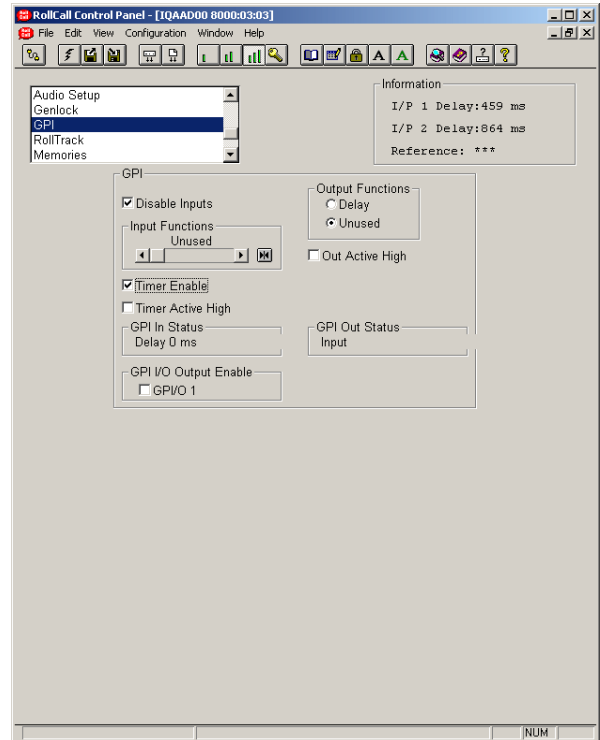 RollCall Control Panel - [IQAAD00 8000:03:03]
File Edit View Configuration Window Help
A A
Audio Setup
Genlock
GPI
RollTrack
Memories
Information
I/P 1 Delay:459 ms
I/P 2 Delay:864 ms
Reference: ***
GPI
Disable Inputs
Input Functions
Unused
Output Functions
Delay
Unused
Out Active High
Timer Enable
Timer Active High
GPI In Status
Delay 0 ms
GPI Out Status
Input
GPI I/O Output Enable
GPI/O 1
NUM